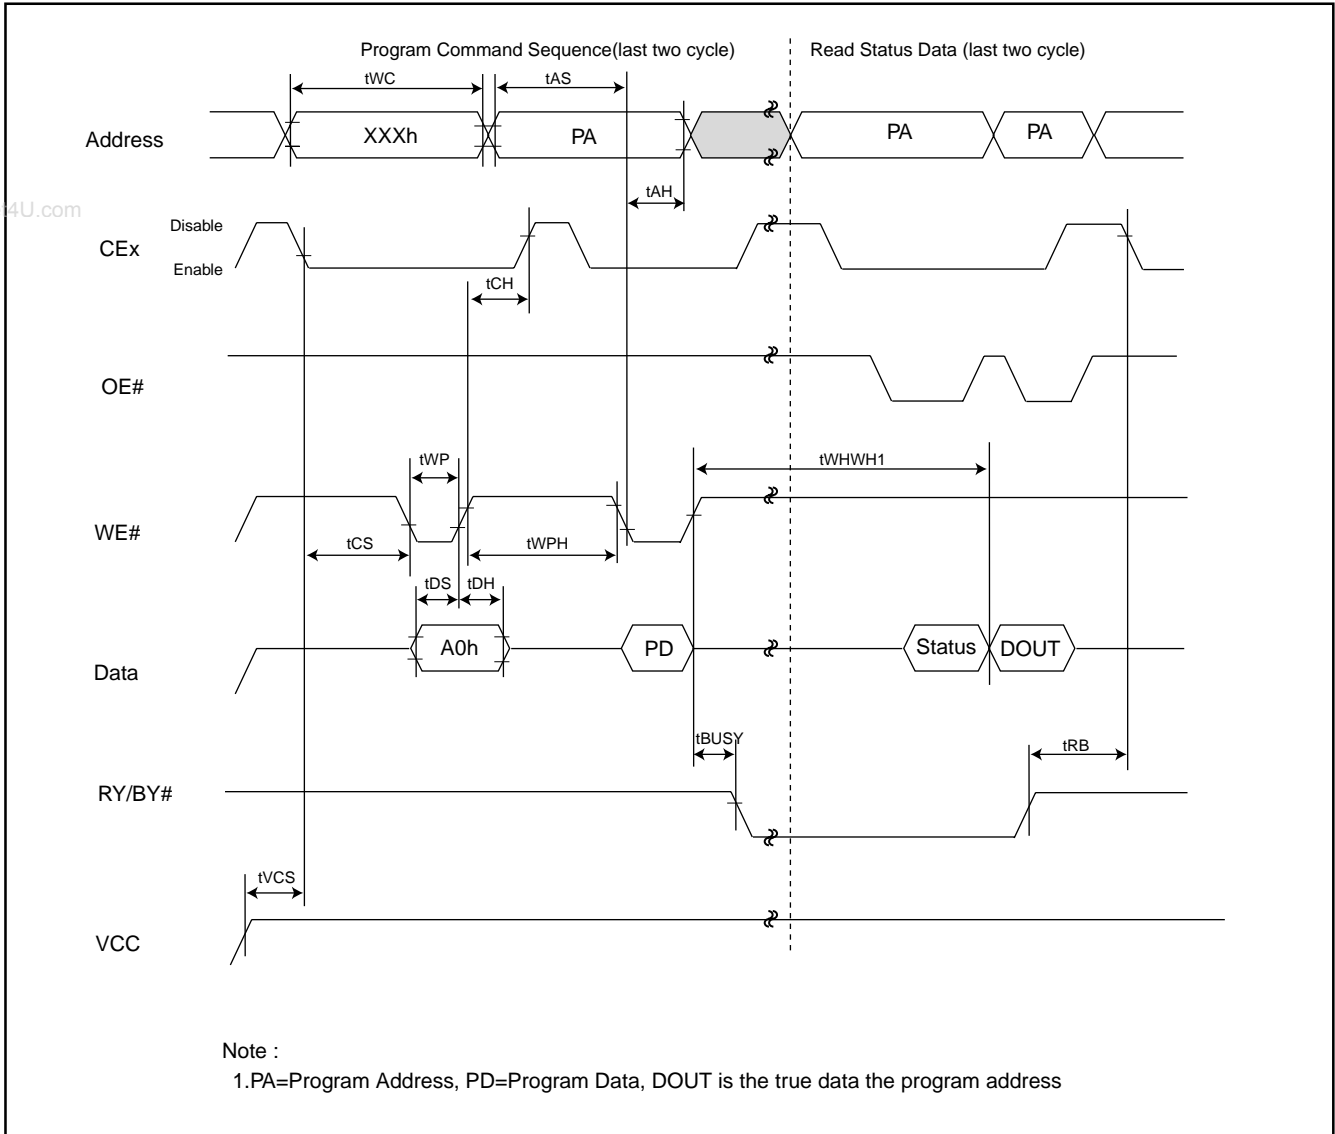 Program Command Sequence(last two cycle)
Read Status Data (last two cycle)
tWC
tAS
Address
XXXh
PA
PA
PA
tAH
t4U.com
Disable
CEx
Enable
tCH
OE#
tWP
tWHWH1
WE#
tCS
tWPH
tDS
tDH
A0h
PD
Status
DOUT
Data
tBUSY
tRB
RY/BY#
tVCS
VCC
Note :
1.PA=Program Address, PD=Program Data, DOUT is the true data the program address